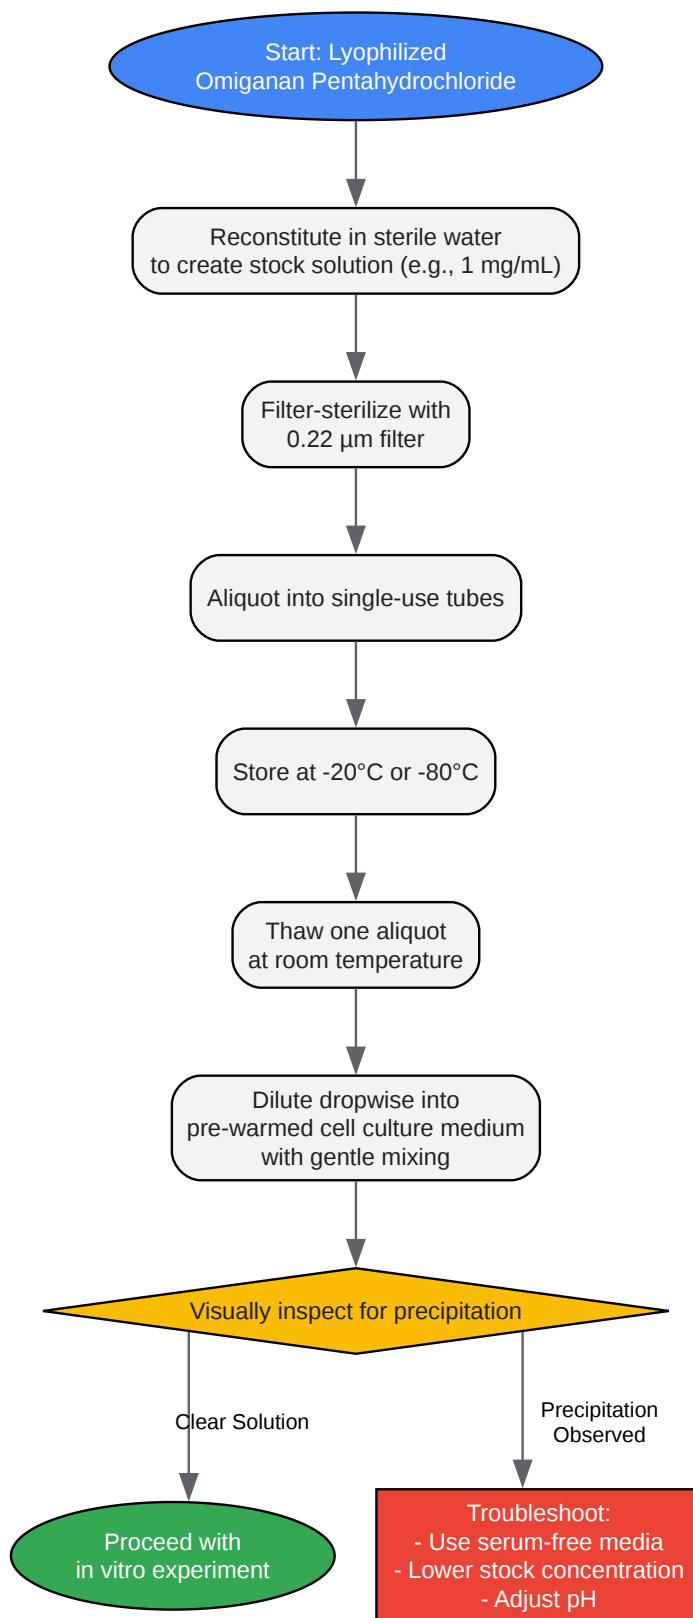 Start: Lyophilized
Omiganan Pentahydrochloride
Reconstitute in sterile water
to create stock solution (e.g., 1 mg/mL)
Filter-sterilize with
0.22 µm filter
Aliquot into single-use tubes
Store at -20°C or -80°C
Thaw one aliquot
at room temperature
Dilute dropwise into
pre-warmed cell culture medium
with gentle mixing
Visually inspect for precipitation
Clear Solution
Precipitation
Observed
Proceed with
in vitro experiment
Troubleshoot:
- Use serum-free media
- Lower stock concentration
- Adjust pH